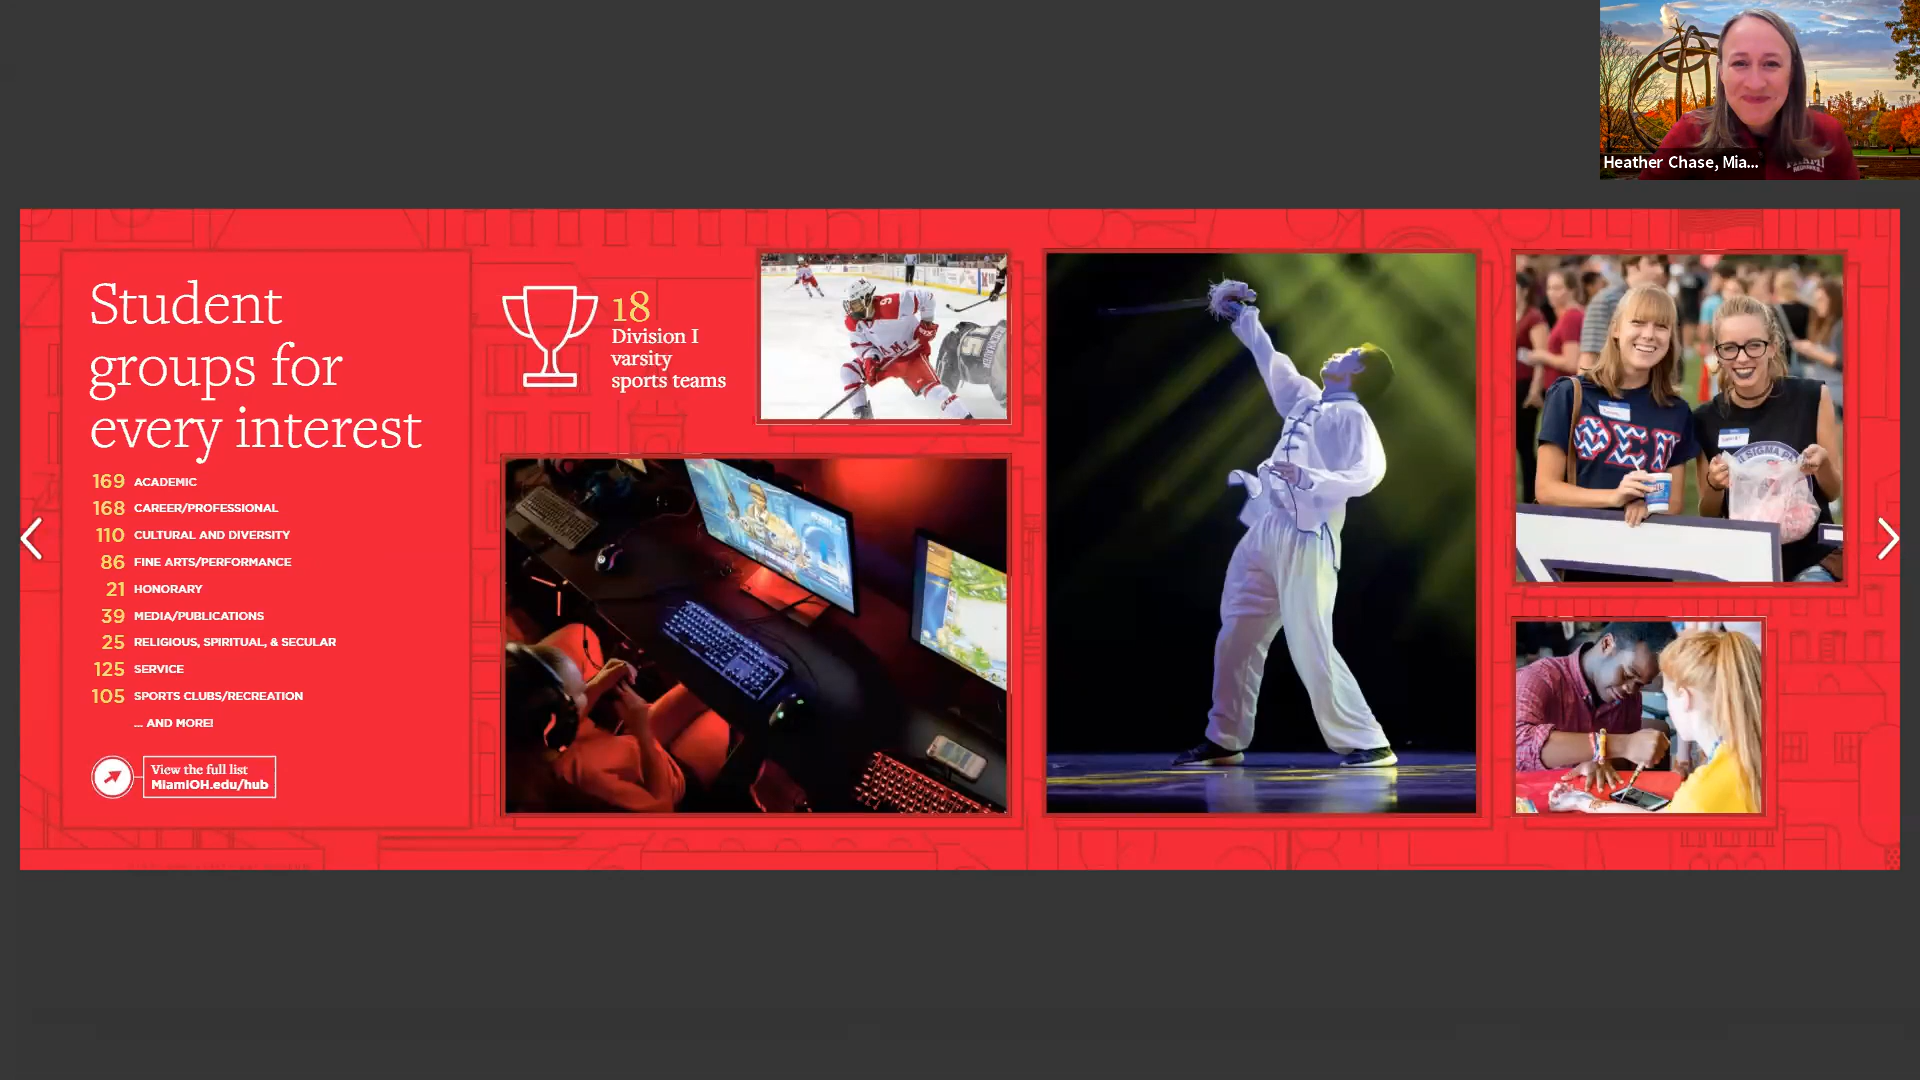 Heather Chase, Mia...
Student
groups for
every interest
169 ACADEMIC
168 CAREER/PROFESSIONAL
110 CULTURAL AND DIVERSITY
86 FINE ARTS/PERFORMANCE
21 HONORARY
39 MEDIA/PUBLICATIONS
25 RELIGIOUS, SPIRITUAL, & SECULAR
125 SERVICE
105 SPORTS CLUBS/RECREATION
... AND MORE!
View the full list
MiamiOH.edu/hub
18
Division I
varsity
sports teams
ΦΣΠ
SIGMA